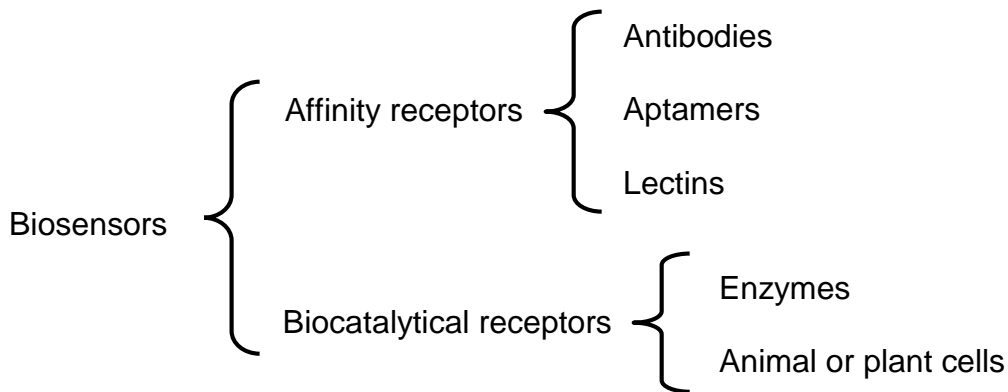 Biosensors
Affinity receptors
Antibodies
Aptamers
Lectins
Biocatalytical receptors
Enzymes
Animal or plant cells